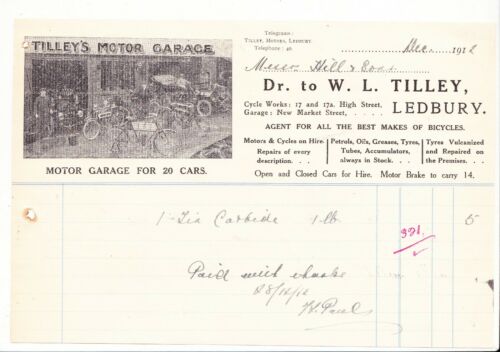 TILLEY'S MOTOR GARAGE
MOTOR GARAGE FOR 20 CARS.
Telegrams:
TILLEY, MOTORS, LEDBURY.
Telephone: 40.
Dec. 1912
Messrs Hill &
Dr. to W. L. TILLEY,
Cycle Works: 17 and 17a. High Street,
Garage: New Market Street,
LEDBURY.
AGENT FOR ALL THE BEST MAKES OF BICYCLES.
Motors & Cycles on Hire.
Repairs of every
description.
Petrols, Oils, Greases, Tyres,
Tubes, Accumulators,
always in Stock.
Tyres Vulcanized
and Repaired on
the Premises.
Open and Closed Cars for Hire. Motor Brake to carry 14.
1 Tin Carbide 1 lb 5
391
Paid with thanks
28/12/12